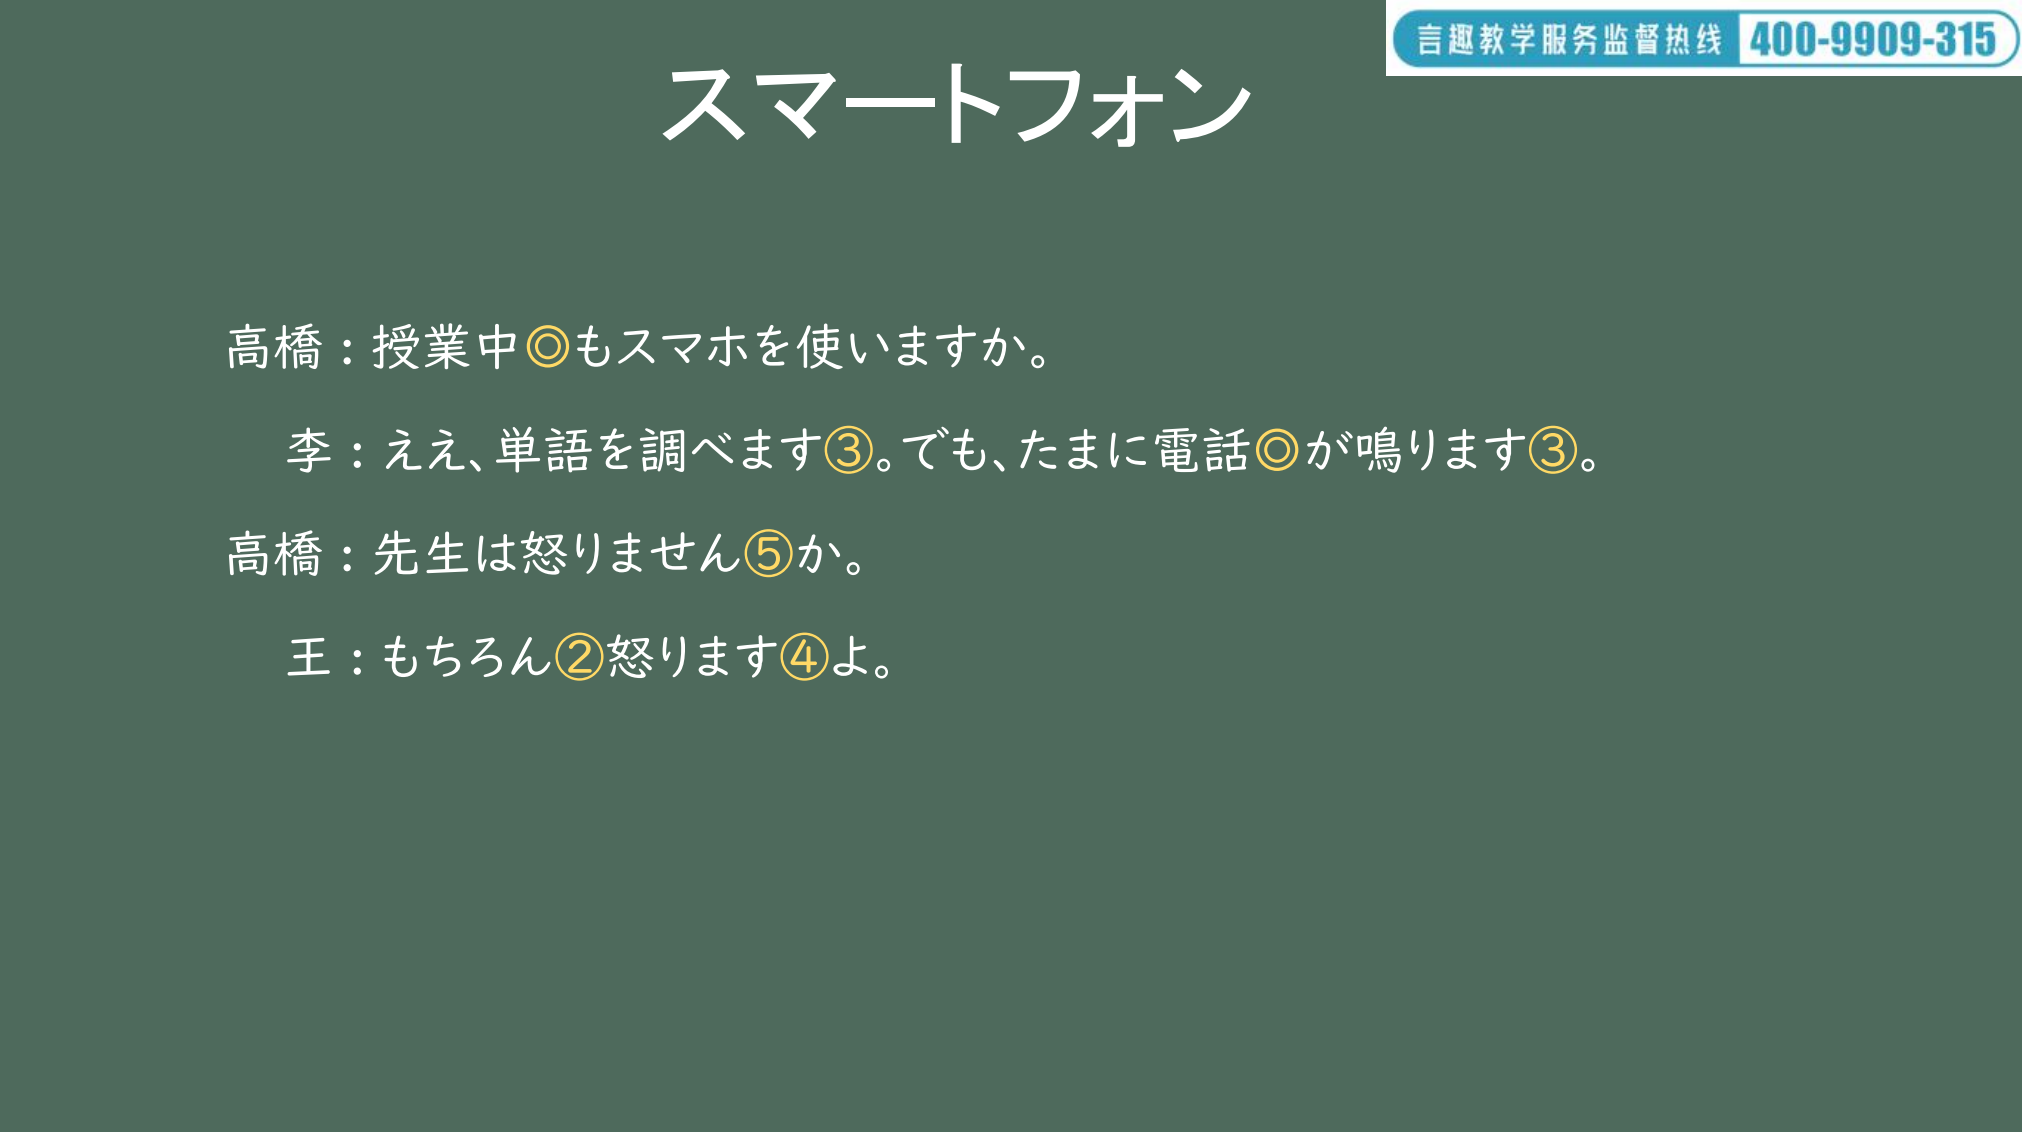 言趣教学服务监督热线 400-9909-315
スマートフォン
高橋：授業中◎もスマホを使いますか。
李：ええ、単語を調べます③。でも、たまに電話◎が鳴ります③。
高橋：先生は怒りません⑤か。
王：もちろん②怒ります④よ。